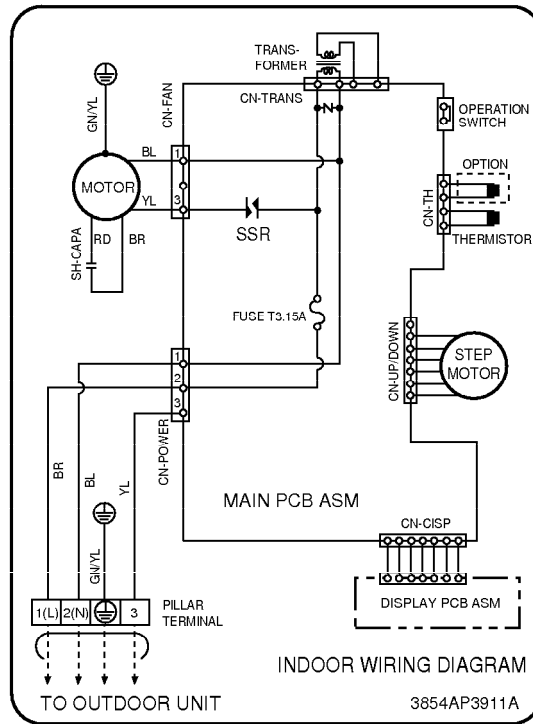 TRANS-
FORMER
CN-TRANS
CN-FAN
GN/YL
OPERATION
SWITCH
BL
1
MOTOR
YL
3
SSR
OPTION
CN-TH
THERMISTOR
SH-CAPA
RD
BR
FUSE T3.15A
CN-UP/DOWN
STEP
MOTOR
1
2
3
CN-POWER
BR
BL
YL
GN/YL
MAIN PCB ASM
CN-CISP
DISPLAY PCB ASM
1(L)
2(N)
3
PILLAR
TERMINAL
INDOOR WIRING DIAGRAM
TO OUTDOOR UNIT
3854AP3911A